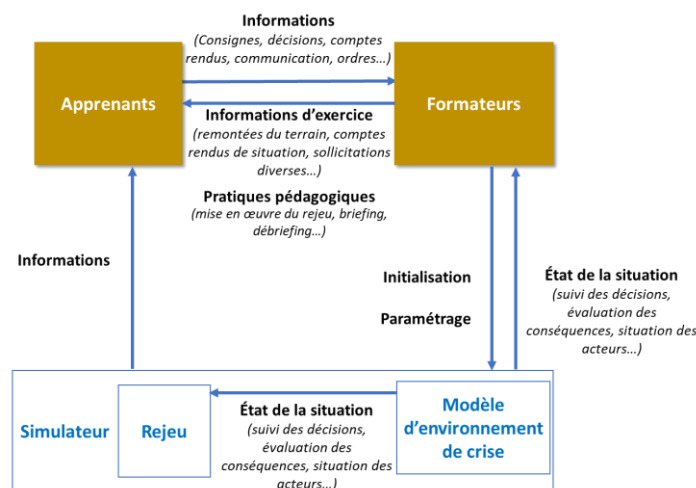 Informations
(Consignes, décisions, comptes
rendus, communication, ordres...)
Apprenants
Formateurs
Informations d'exercice
(remontées du terrain, comptes
rendus de situation, sollicitations
diverses...)
Pratiques pédagogiques
(mise en œuvre du rejeu, briefing,
débriefing...)
Informations
Initialisation
Paramétrage
État de la situation
(suivi des décisions,
évaluation des
conséquences, situation des
acteurs...)
Simulateur
Rejeu
État de la situation
(suivi des décisions,
évaluation des
conséquences, situation des
acteurs...)
Modèle
d'environnement
de crise